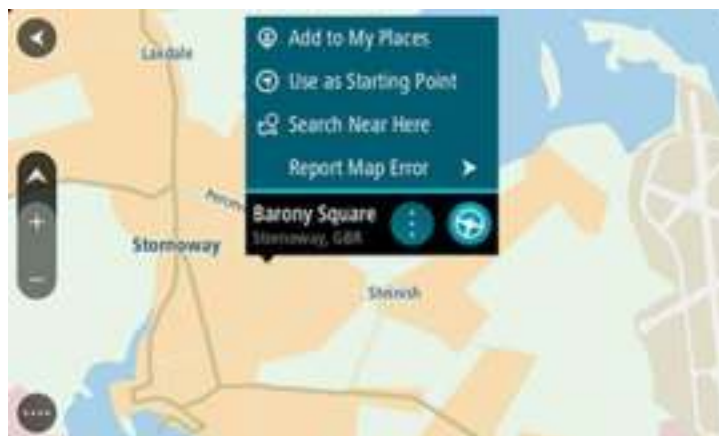 Add to My Places
Use as Starting Point
Search Near Here
Report Map Error
Barony Square
Stornoway, GBR
Laxdale
Stornoway
Steinish